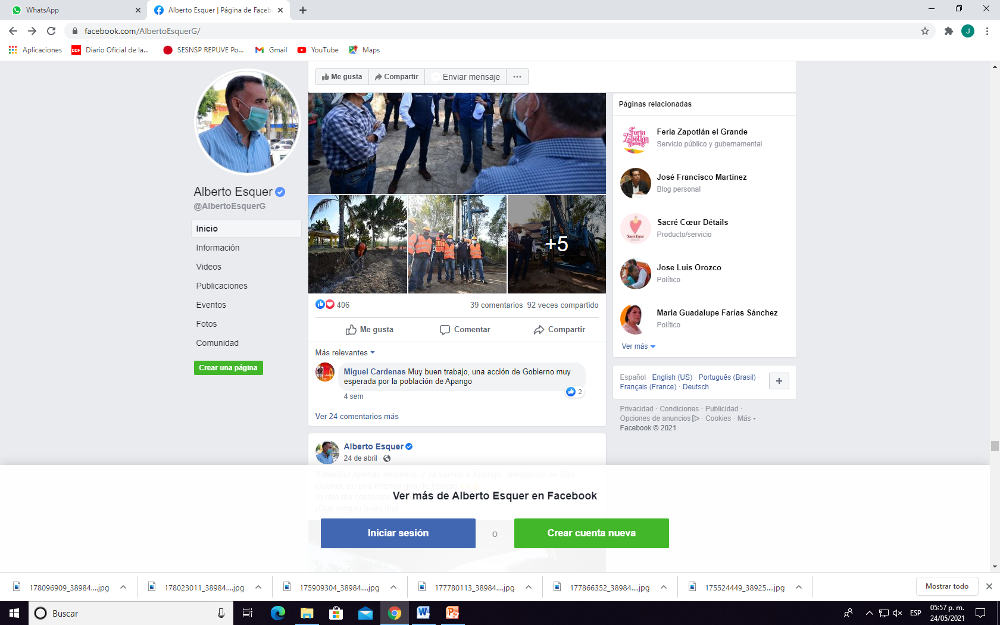 WhatsApp
Alberto Esquer | Página de Faceb
facebook.com/AlbertoEsquerG/
J
Aplicaciones
DOF
Diario Oficial de la...
SESNSP REPUVE Po...
Gmail
YouTube
Maps
Me gusta
Compartir
Enviar mensaje
Alberto Esquer
@AlbertoEsquerG
Inicio
Información
Videos
Publicaciones
Eventos
Fotos
Comunidad
Crear una página
+5
406
39 comentarios 92 veces compartido
Me gusta
Comentar
Compartir
Más relevantes
Miguel Cardenas Muy buen trabajo, una acción de Gobierno muy
esperada por la población de Apango
2
4 sem
Ver 24 comentarios más
Alberto Esquer
24 de abril ·
Sabadito! Apenas amaneció y ya vamos a Apango, delegación de San
Gabriel, en una intensa gira de trabajo
Al rato les contamos
¡Que tengan buen día!
Páginas relacionadas
Feria Zapotlán el Grande
Servicio público y gubernamental
José Francisco Martínez
Blog personal
Sacré Cœur Détails
Producto/servicio
Jose Luis Orozco
Político
Maria Guadalupe Farías Sánchez
Político
Ver más
Español · English (US) · Português (Brasil) ·
Français (France) · Deutsch
Privacidad · Condiciones · Publicidad ·
Opciones de anuncios · Cookies · Más
Facebook © 2021
Ver más de Alberto Esquer en Facebook
Iniciar sesión
o
Crear cuenta nueva
178096909_38984....jpg
178023011_38984....jpg
175909304_38984....jpg
177780113_38984....jpg
177866352_38984....jpg
175524449_38925....jpg
Mostrar todo
Buscar
ESP
05:57 p. m.
24/05/2021